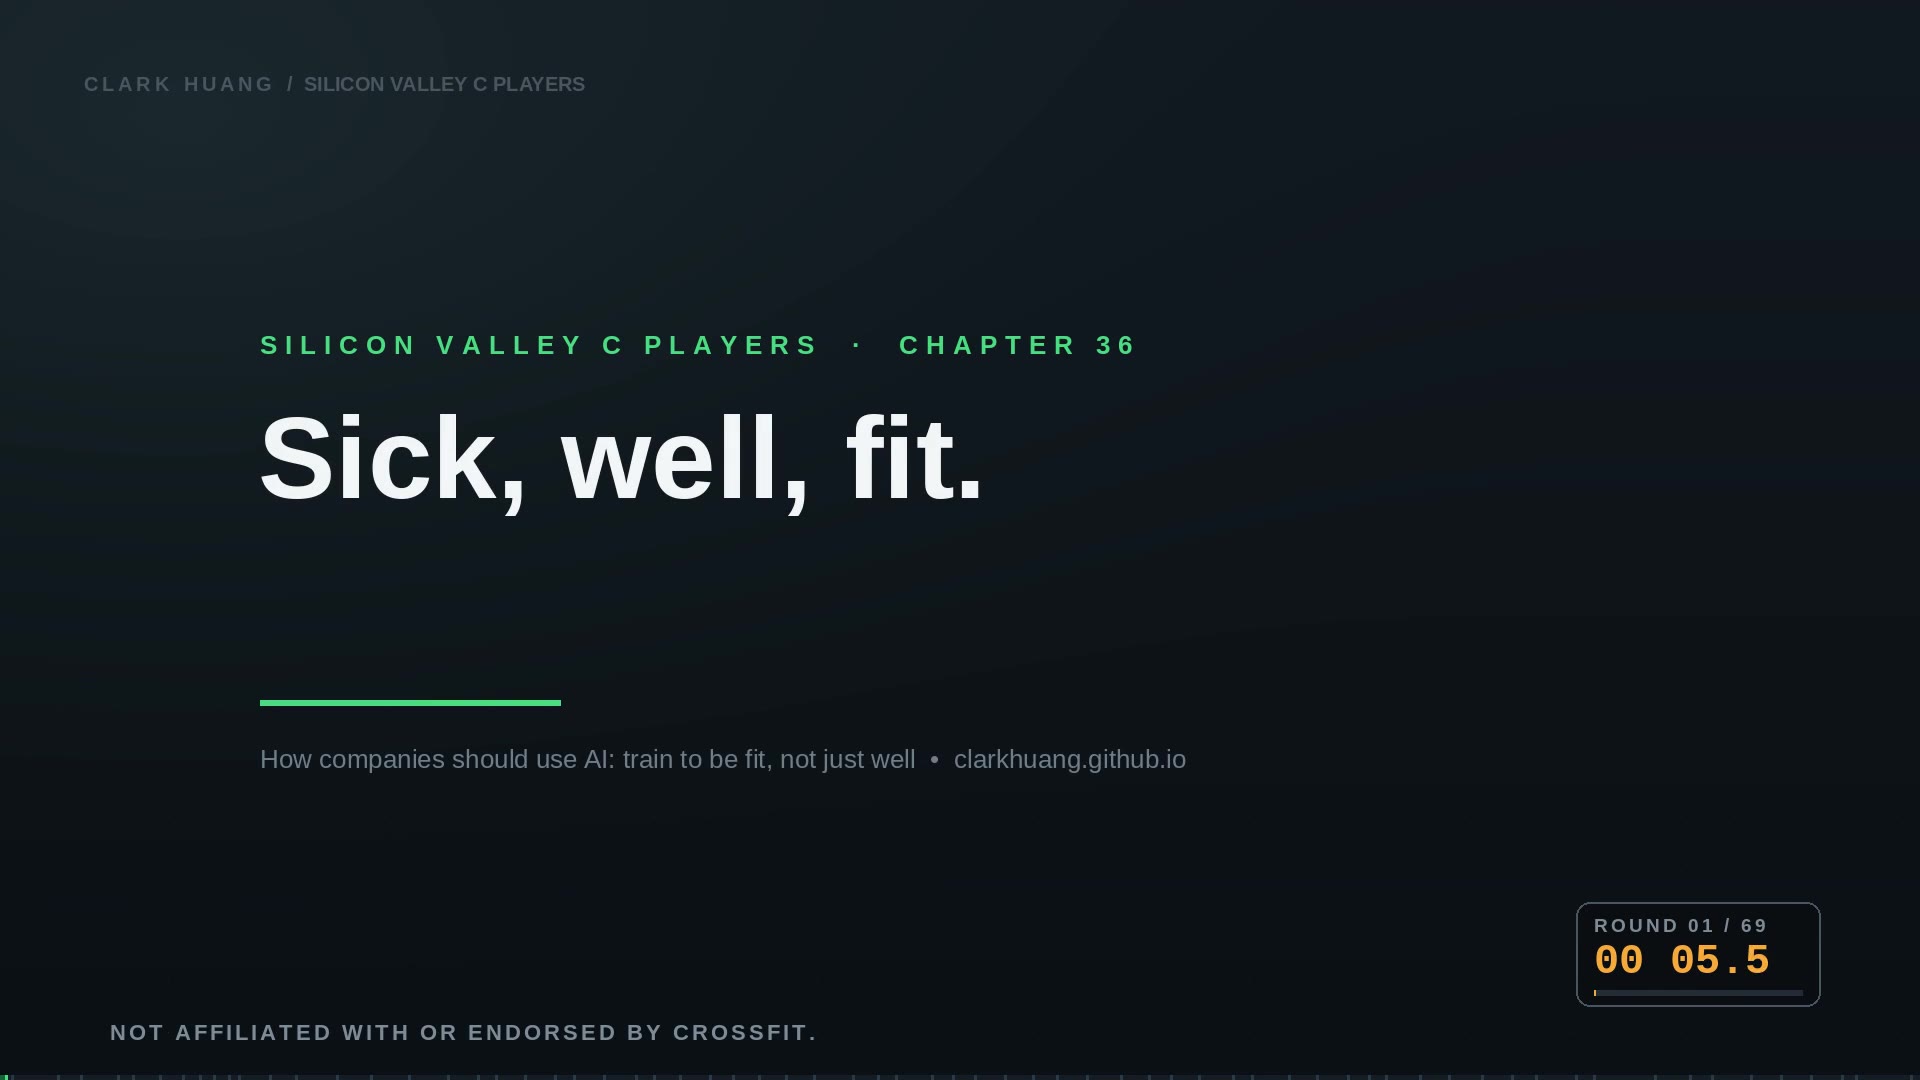 CLARK HUANG / SILICON VALLEY C PLAYERS
SILICON VALLEY C PLAYERS · CHAPTER 36
Sick, well, fit.
How companies should use AI: train to be fit, not just well • clarkhuang.github.io
ROUND 01 / 69
00 05.5
NOT AFFILIATED WITH OR ENDORSED BY CROSSFIT.